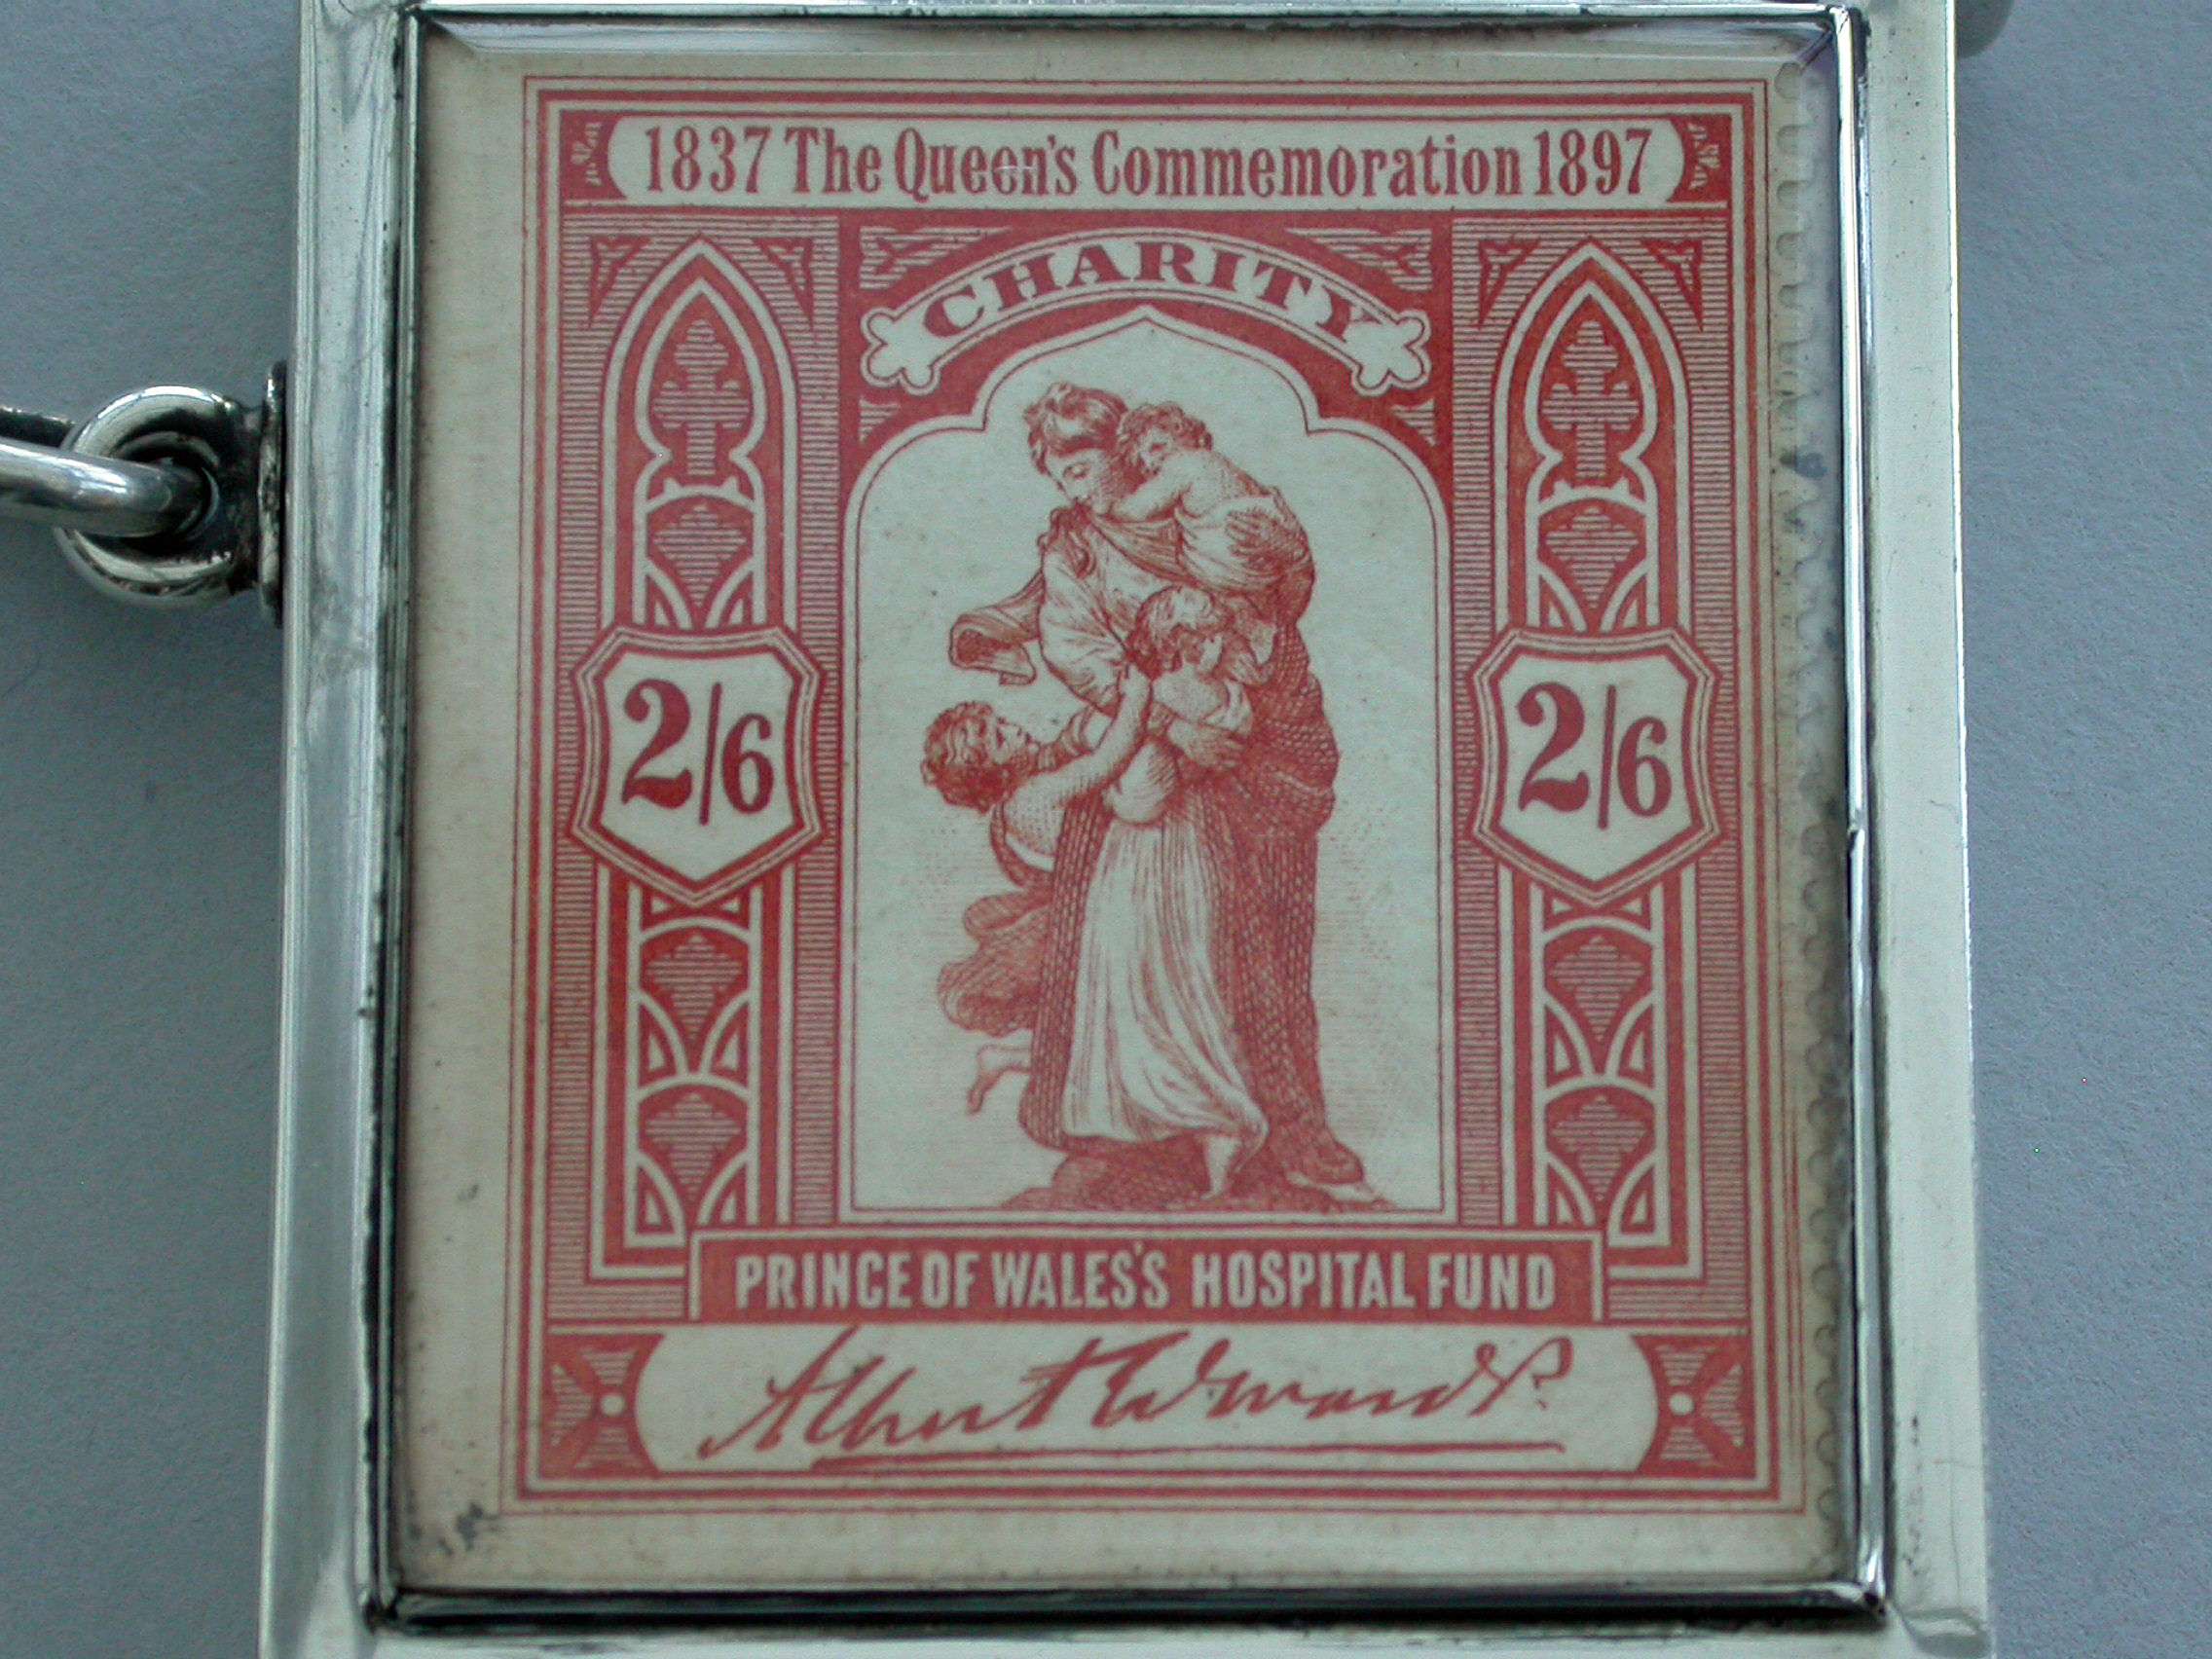 1837 The Queen's Commemoration 1897
CHARITY
2/6 2/6
PRINCE OF WALES'S HOSPITAL FUND
Albert Edward P.